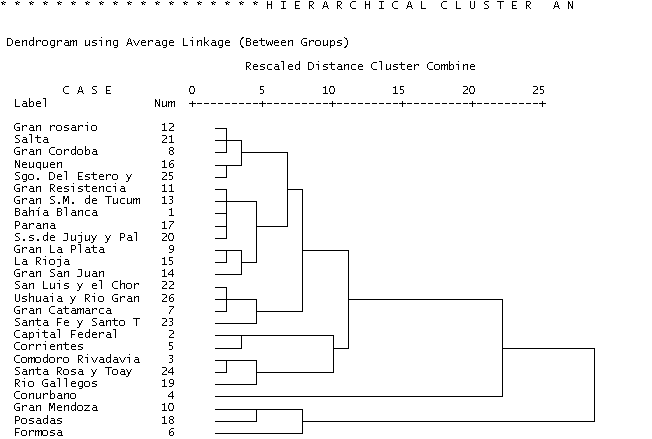 * * * * * * * * * * * * * * * * * * * H I E R A R C H I C A L  C L U S T E R  A N
Dendrogram using Average Linkage (Between Groups)
Rescaled Distance Cluster Combine
C A S E 0 5 10 15 20 25
Label Num +---------+---------+---------+---------+---------+
Gran rosario 12
Salta 21
Gran Cordoba 8
Neuquen 16
Sgo. Del Estero y 25
Gran Resistencia 11
Gran S.M. de Tucum 13
Bahía Blanca 1
Parana 17
S.s.de Jujuy y Pal 20
Gran La Plata 9
La Rioja 15
Gran San Juan 14
San Luis y el Chor 22
Ushuaia y Rio Gran 26
Gran Catamarca 7
Santa Fe y Santo T 23
Capital Federal 2
Corrientes 5
Comodoro Rivadavia 3
Santa Rosa y Toay 24
Rio Gallegos 19
Conurbano 4
Gran Mendoza 10
Posadas 18
Formosa 6